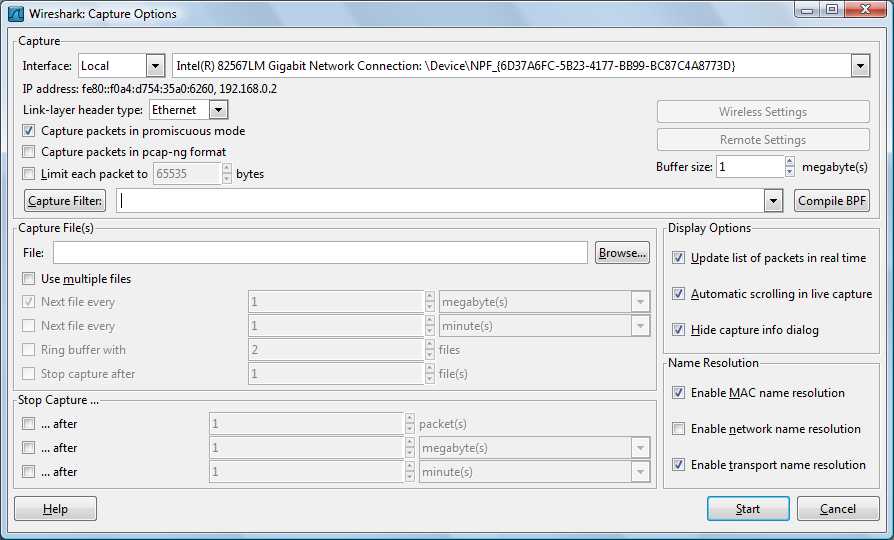 Wireshark: Capture Options
Capture
Interface: Local Intel(R) 82567LM Gigabit Network Connection: \Device\NPF_{6D37A6FC-5B23-4177-BB99-BC87C4A8773D}
IP address: fe80::f0a4:d754:35a0:6260, 192.168.0.2
Link-layer header type: Ethernet
Wireless Settings
Capture packets in promiscuous mode
Remote Settings
Capture packets in pcap-ng format
Limit each packet to 65535 bytes
Buffer size: 1 megabyte(s)
Capture Filter: Compile BPF
Capture File(s)
File: Browse...
Use multiple files
Next file every 1 megabyte(s)
Next file every 1 minute(s)
Ring buffer with 2 files
Stop capture after 1 file(s)
Stop Capture ...
... after 1 packet(s)
... after 1 megabyte(s)
... after 1 minute(s)
Display Options
Update list of packets in real time
Automatic scrolling in live capture
Hide capture info dialog
Name Resolution
Enable MAC name resolution
Enable network name resolution
Enable transport name resolution
Help Start Cancel